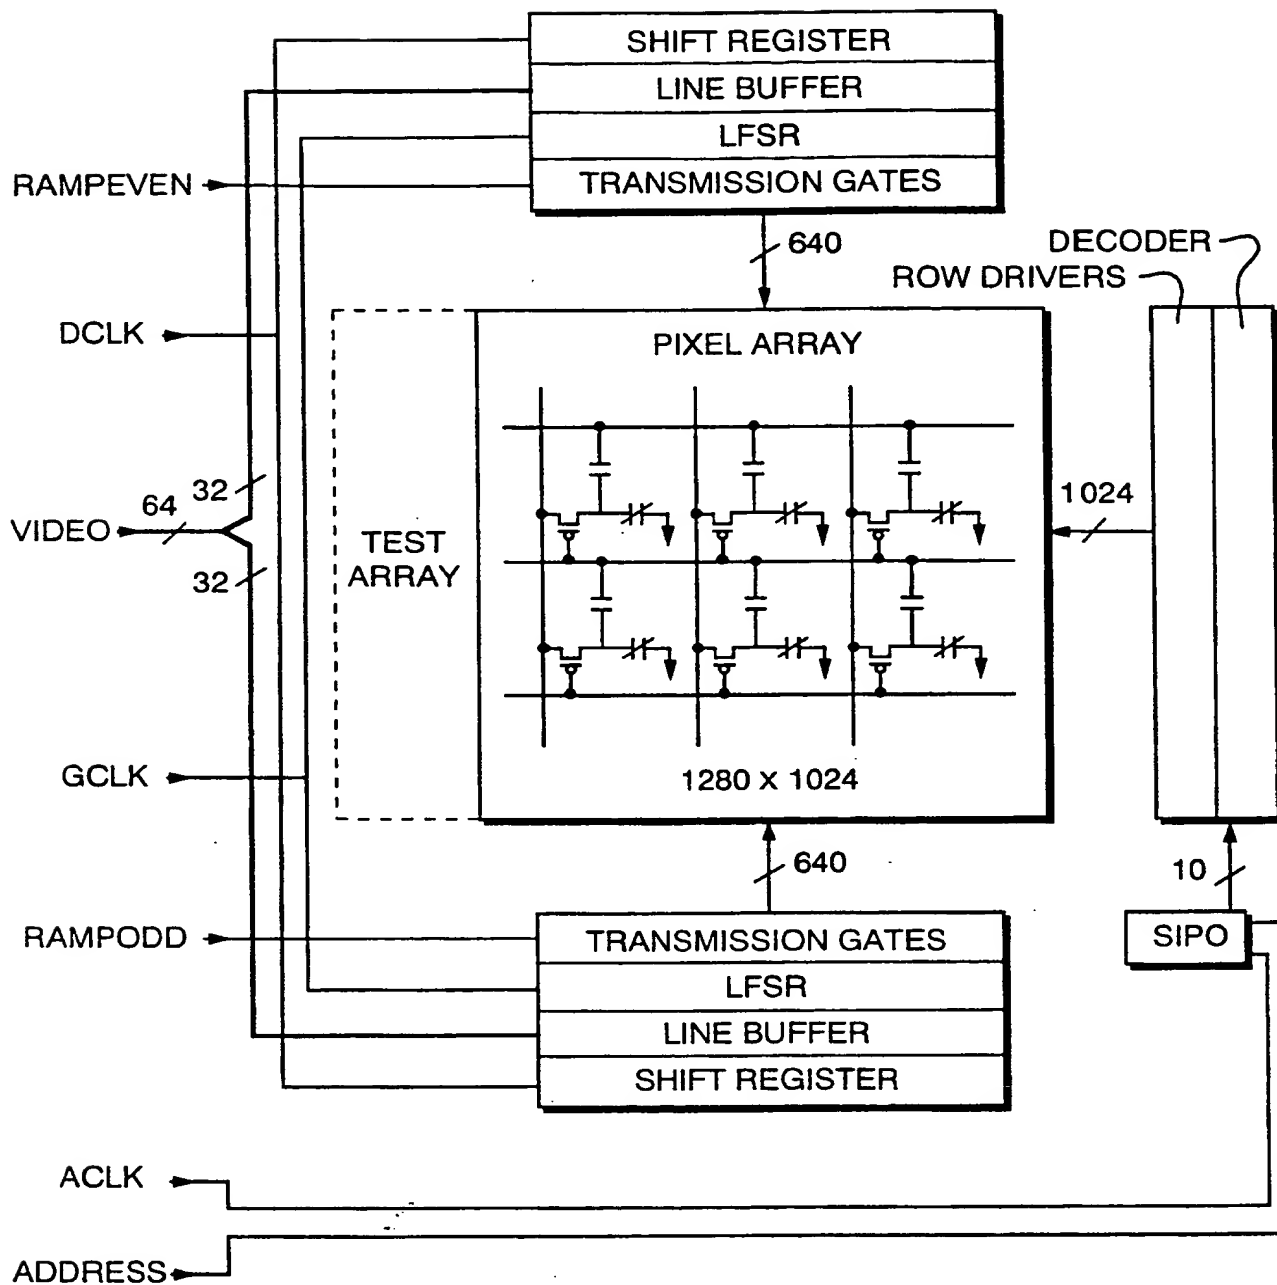 SHIFT REGISTER
LINE BUFFER
LFSR
RAMPEVEN
TRANSMISSION GATES
640
DECODER
ROW DRIVERS
DCLK
PIXEL ARRAY
32
64
VIDEO
32
1024
TEST
ARRAY
GCLK
1280 x 1024
640
10
RAMPODD
TRANSMISSION GATES
SIPO
LFSR
LINE BUFFER
SHIFT REGISTER
ACLK
ADDRESS